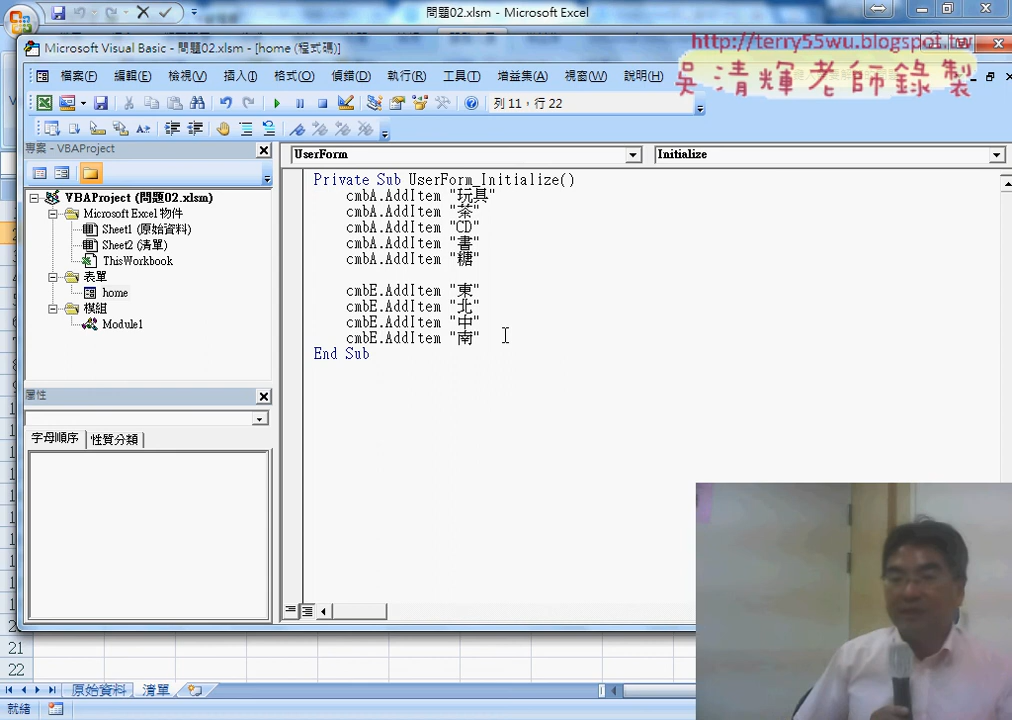 問題02.xlsm - Microsoft Excel
Microsoft Visual Basic - 問題02.xlsm - [home (程式碼)]
http://terry55wu.blogspot.tw
吳清輝老師錄製
檔案(F) 編輯(E) 檢視(V) 插入(I) 格式(O) 偵錯(D) 執行(R) 工具(T) 增益集(A) 視窗(W) 說明(H)
列 11，行 22
專案 - VBAProject
UserForm
Initialize
VBAProject (問題02.xlsm)
Microsoft Excel 物件
Sheet1 (原始資料)
Sheet2 (清單)
ThisWorkbook
表單
home
模組
Module1
屬性
字母順序 性質分類
Private Sub UserForm_Initialize()
cmbA.AddItem "玩具"
cmbA.AddItem "茶"
cmbA.AddItem "CD"
cmbA.AddItem "書"
cmbA.AddItem "糖"
cmbE.AddItem "東"
cmbE.AddItem "北"
cmbE.AddItem "中"
cmbE.AddItem "南"
End Sub
21
22
原始資料 清單
就緒